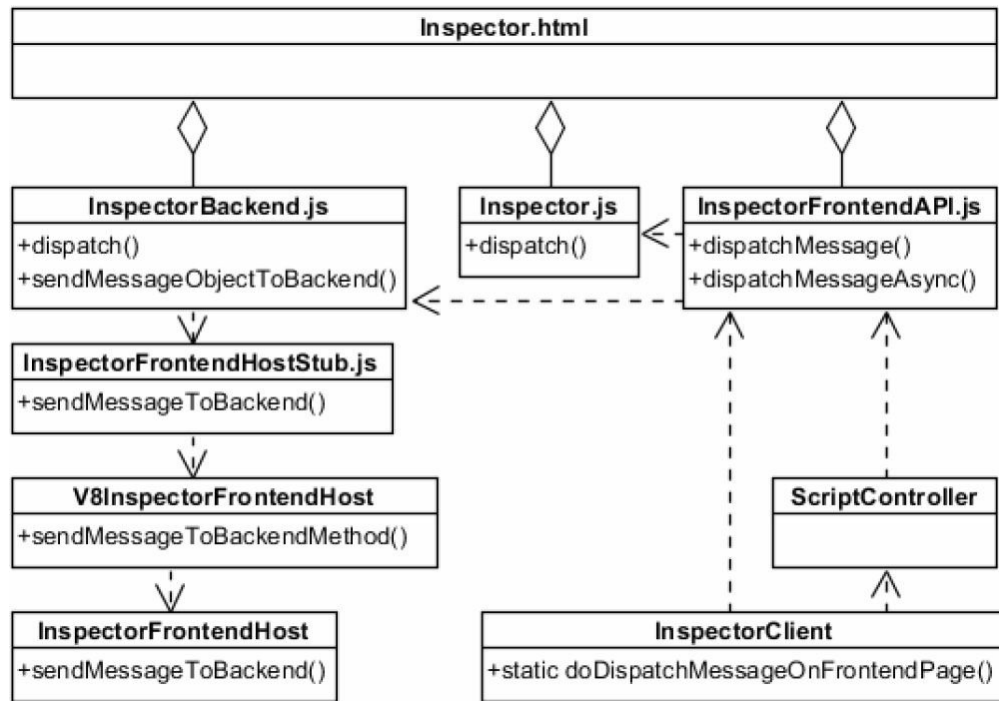 Inspector.html
InspectorBackend.js
+dispatch()
+sendMessageObjectToBackend()
Inspector.js
+dispatch()
InspectorFrontendAPI.js
+dispatchMessage()
+dispatchMessageAsync()
InspectorFrontendHostStub.js
+sendMessageToBackend()
V8InspectorFrontendHost
+sendMessageToBackendMethod()
ScriptController
InspectorFrontendHost
+sendMessageToBackend()
InspectorClient
+static doDispatchMessageOnFrontendPage()